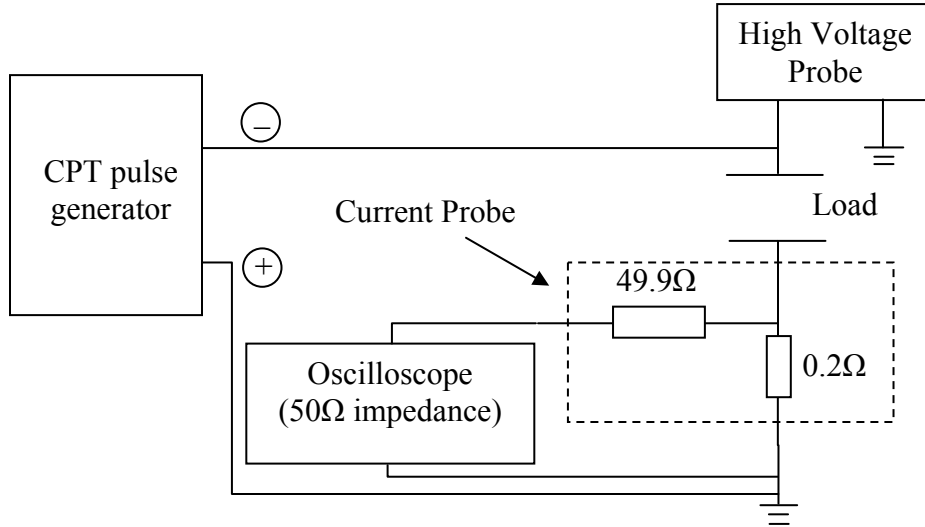 High Voltage
Probe
−
CPT pulse
generator
Load
Current Probe
+
49.9Ω
0.2Ω
Oscilloscope
(50Ω impedance)